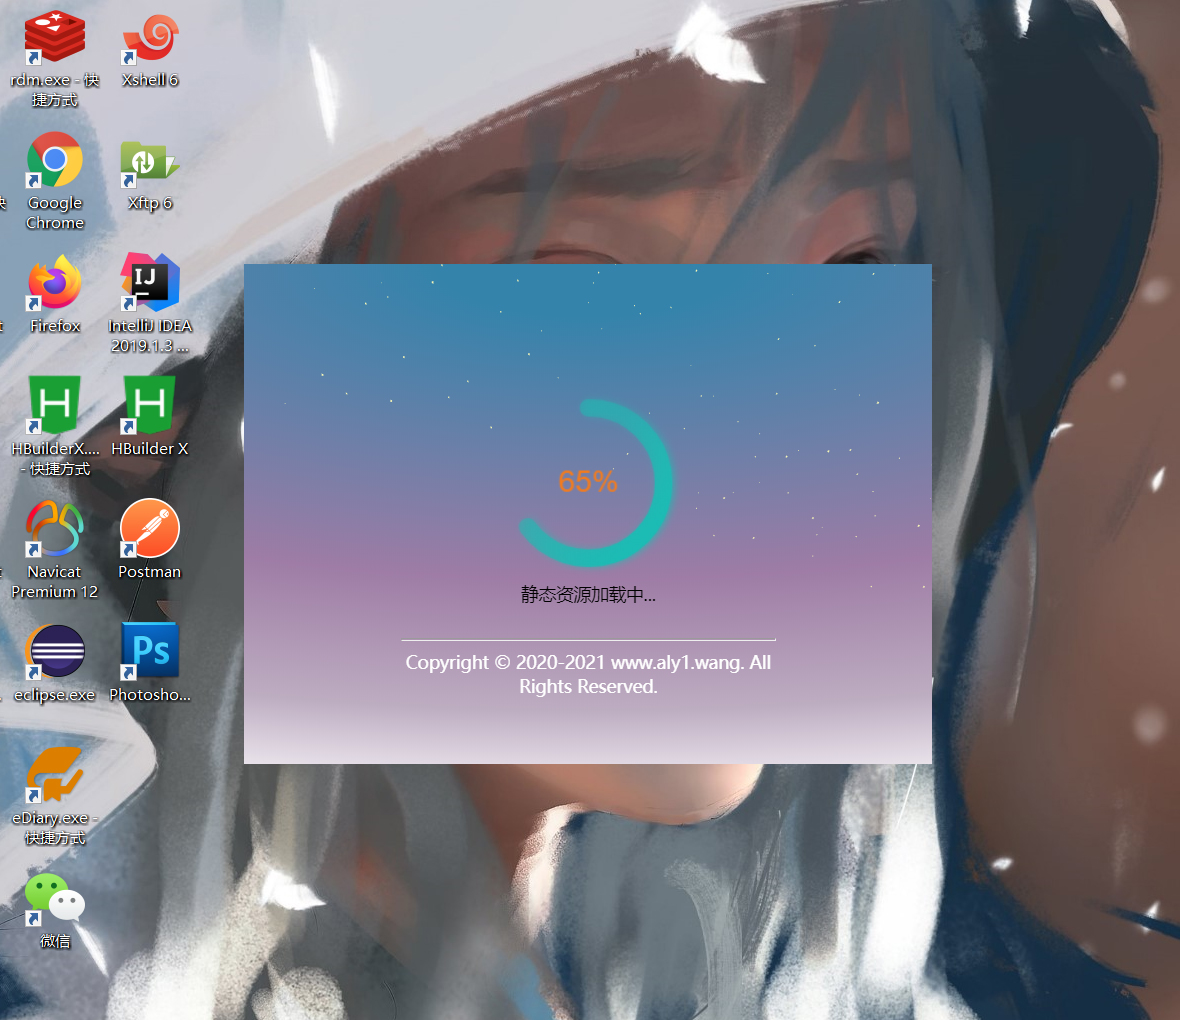 rdm.exe - 快
捷方式
Xshell 6
Google
Chrome
Xftp 6
Firefox
IJ
IntelliJ IDEA
2019.1.3 ...
H
HBuilderX....
- 快捷方式
H
HBuilder X
Navicat
Premium 12
Postman
eclipse.exe
Ps
Photosho...
eDiary.exe -
快捷方式
微信
65%
静态资源加载中...
Copyright © 2020-2021 www.aly1.wang. All
Rights Reserved.